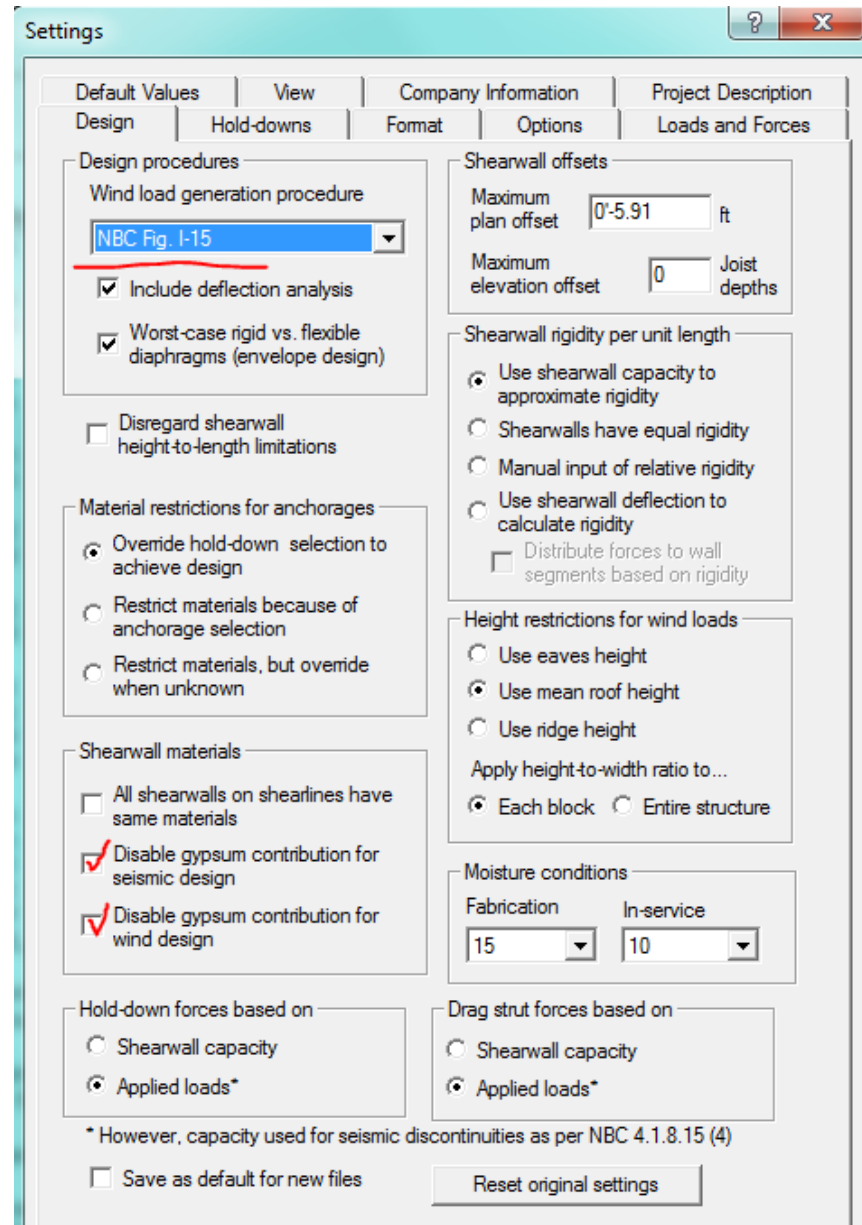 Settings
Default Values
View
Company Information
Project Description
Design
Hold-downs
Format
Options
Loads and Forces
Design procedures
Wind load generation procedure
NBC Fig. I-15
Include deflection analysis
Worst-case rigid vs. flexible
diaphragms (envelope design)
Disregard shearwall
height-to-length limitations
Material restrictions for anchorages
Override hold-down selection to
achieve design
Restrict materials because of
anchorage selection
Restrict materials, but override
when unknown
Shearwall materials
All shearwalls on shearlines have
same materials
Disable gypsum contribution for
seismic design
Disable gypsum contribution for
wind design
Shearwall offsets
Maximum
plan offset
0'-5.91
ft
Maximum
elevation offset
0
Joist
depths
Shearwall rigidity per unit length
Use shearwall capacity to
approximate rigidity
Shearwalls have equal rigidity
Manual input of relative rigidity
Use shearwall deflection to
calculate rigidity
Distribute forces to wall
segments based on rigidity
Height restrictions for wind loads
Use eaves height
Use mean roof height
Use ridge height
Apply height-to-width ratio to...
Each block
Entire structure
Moisture conditions
Fabrication
In-service
15
10
Hold-down forces based on
Shearwall capacity
Applied loads*
Drag strut forces based on
Shearwall capacity
Applied loads*
* However, capacity used for seismic discontinuities as per NBC 4.1.8.15 (4)
Save as default for new files
Reset original settings